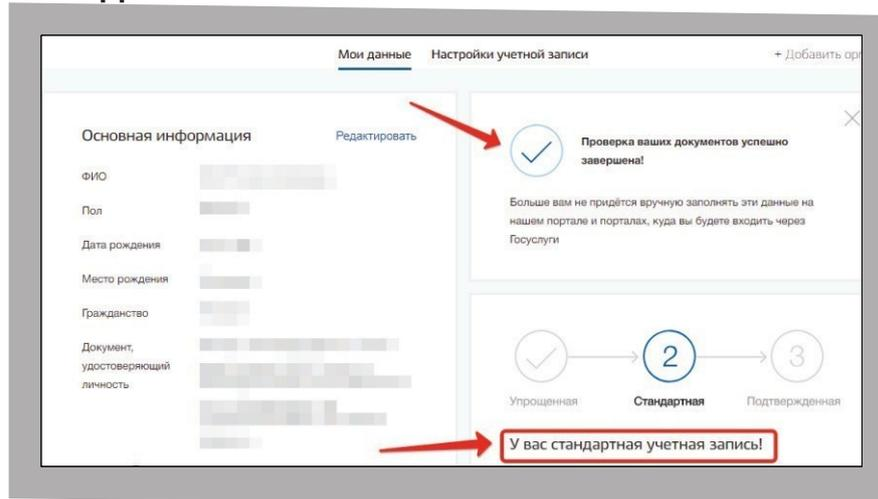 Мои данные Настройки учетной записи + Добавить орг
Основная информация Редактировать
ФИО
Пол
Дата рождения
Место рождения
Гражданство
Документ,
удостоверяющий
личность
Проверка ваших документов успешно
завершена!
Больше вам не придётся вручную заполнять эти данные на
нашем портале и порталах, куда вы будете входить через
Госуслуги
2 3
Упрощенная Стандартная Подтвержденная
У вас стандартная учетная запись!